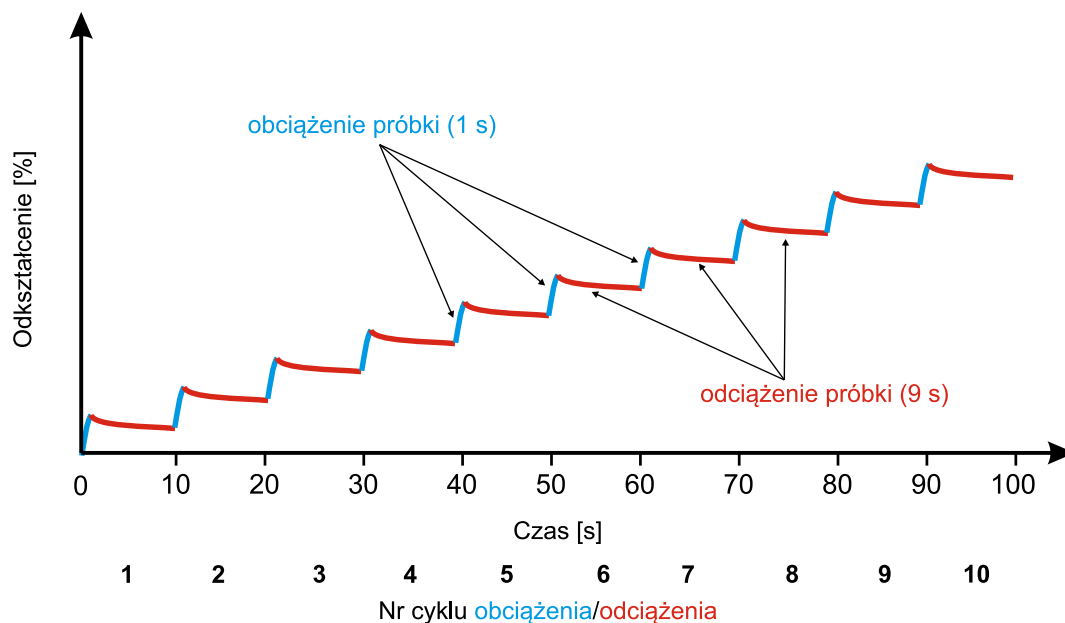 obciążenie próbki (1 s)
Odkształcenie [%]
odciążenie próbki (9 s)
0 10 20 30 40 50 60 70 80 90 100
Czas [s]
1 2 3 4 5 6 7 8 9 10
Nr cyklu obciążenia/odciążenia